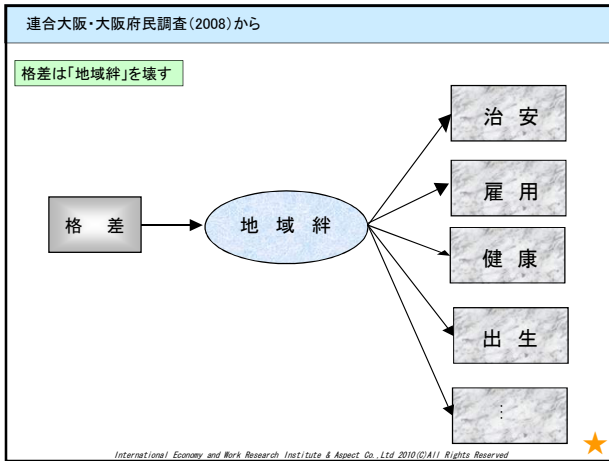 連合大阪・大阪府民調査（2008）から
格差は「地域絆」を壊す
治 安
雇 用
格 差
地 域 絆
健 康
出 生
⋮
International Economy and Work Research Institute & Aspect Co.,Ltd 2010(C)All Rights Reserved